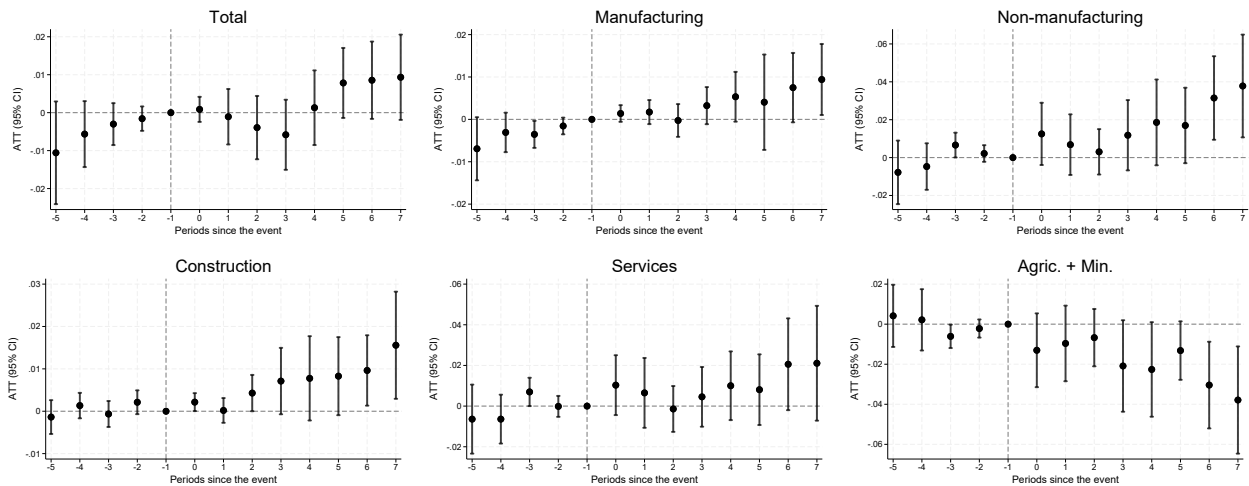 Total
.02
.01
0
-.01
-.02
ATT (95% CI)
-5 -4 -3 -2 -1 0 1 2 3 4 5 6 7
Periods since the event
Manufacturing
.02
.01
0
-.01
-.02
ATT (95% CI)
-5 -4 -3 -2 -1 0 1 2 3 4 5 6 7
Periods since the event
Non-manufacturing
.06
.04
.02
0
-.02
ATT (95% CI)
-5 -4 -3 -2 -1 0 1 2 3 4 5 6 7
Periods since the event
Construction
.03
.02
.01
0
-.01
ATT (95% CI)
-5 -4 -3 -2 -1 0 1 2 3 4 5 6 7
Periods since the event
Services
.06
.04
.02
0
-.02
ATT (95% CI)
-5 -4 -3 -2 -1 0 1 2 3 4 5 6 7
Periods since the event
Agric. + Min.
.02
0
-.02
-.04
-.06
ATT (95% CI)
-5 -4 -3 -2 -1 0 1 2 3 4 5 6 7
Periods since the event